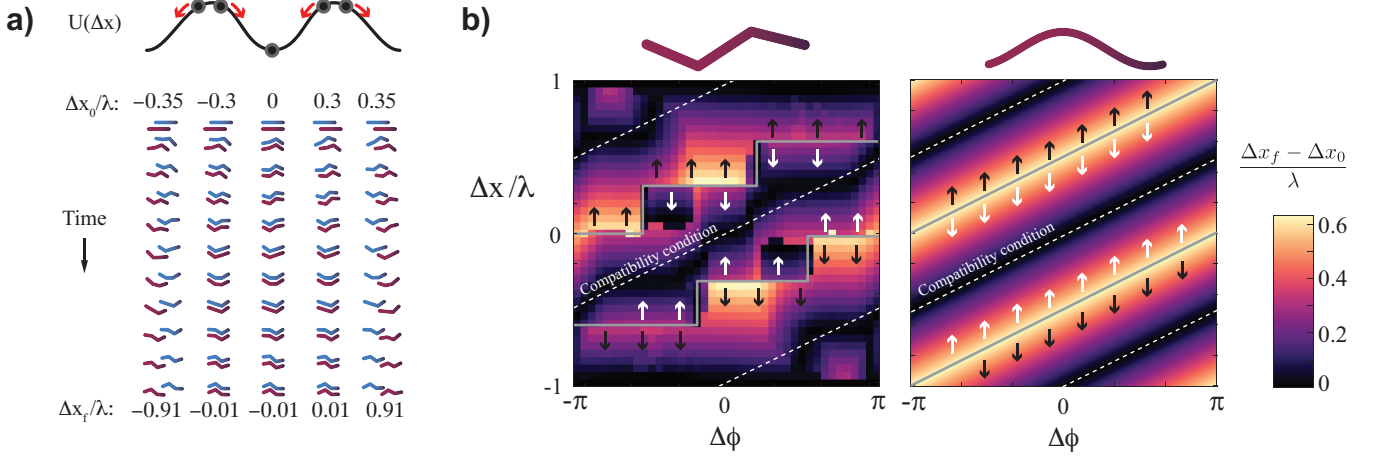 a)
U(Δx)
Δx₀/λ: −0.35 −0.3 0 0.3 0.35
Time
Δx_f/λ: −0.91 −0.01 −0.01 0.01 0.91
b)
Δx/λ
1
0
-1
Compatibility condition
-π 0 π
Δϕ
Compatibility condition
-π 0 π
Δϕ
Δx_f − Δx₀
λ
0.6
0.4
0.2
0